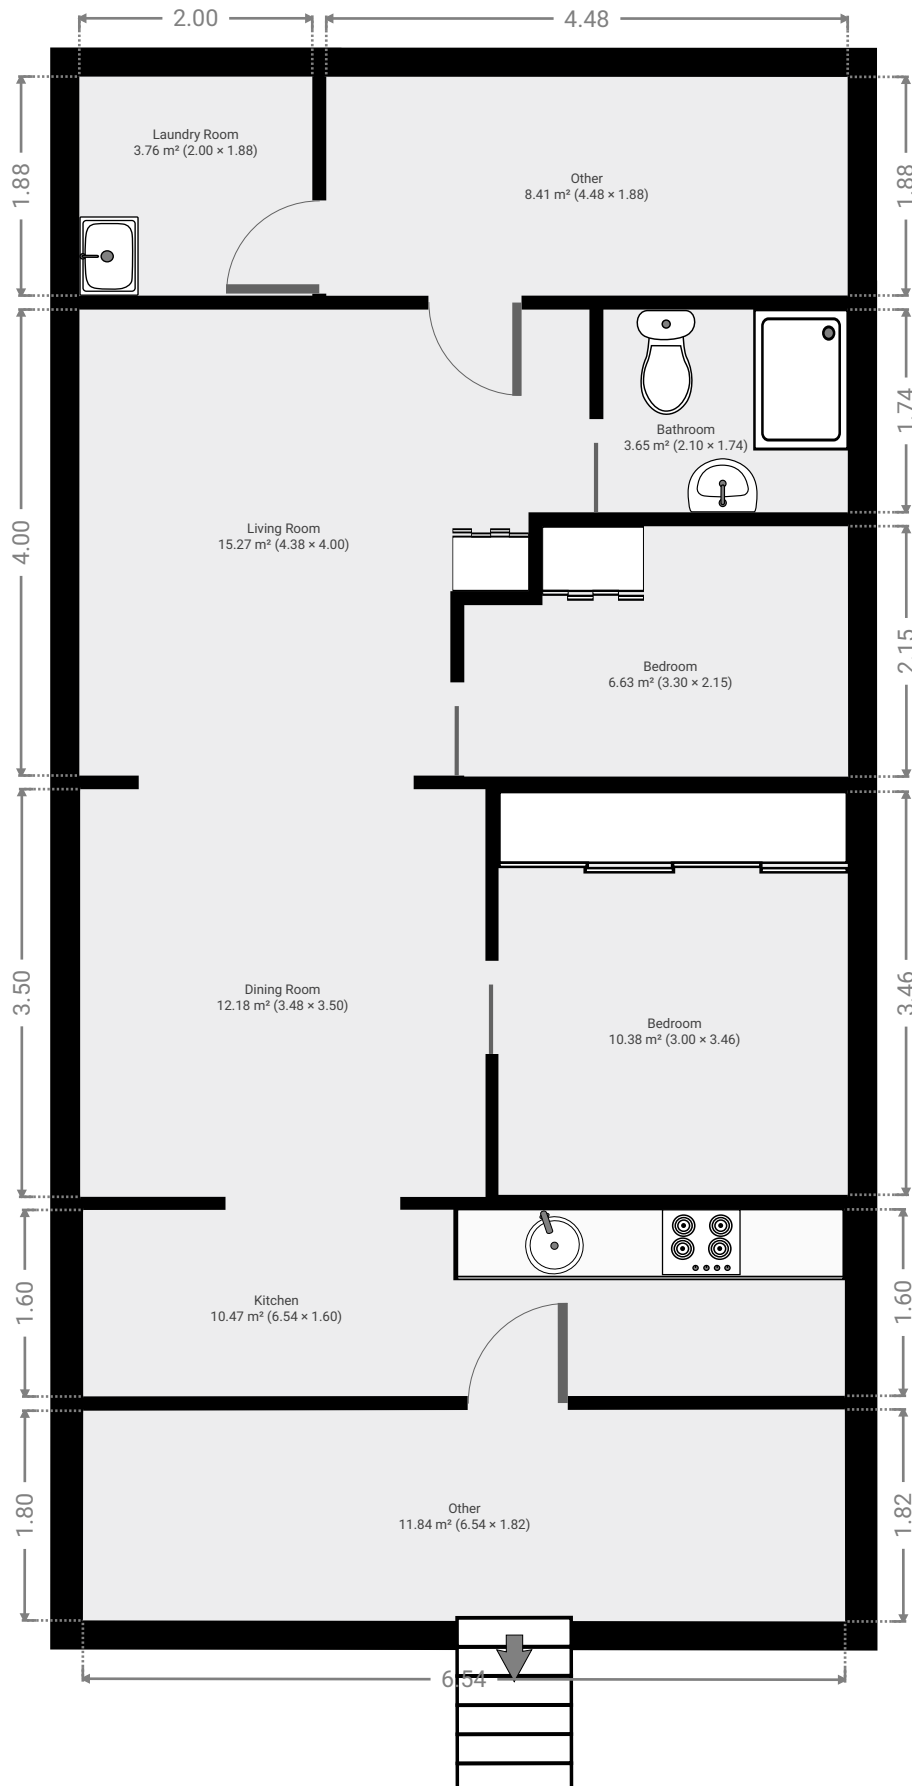 2.00
4.48
1.88
1.88
Laundry Room
3.76 m² (2.00 × 1.88)
Other
8.41 m² (4.48 × 1.88)
4.00
1.74
Bathroom
3.65 m² (2.10 × 1.74)
Living Room
15.27 m² (4.38 × 4.00)
2.15
Bedroom
6.63 m² (3.30 × 2.15)
3.50
3.46
Dining Room
12.18 m² (3.48 × 3.50)
Bedroom
10.38 m² (3.00 × 3.46)
1.60
1.60
Kitchen
10.47 m² (6.54 × 1.60)
1.80
1.82
Other
11.84 m² (6.54 × 1.82)
6.54